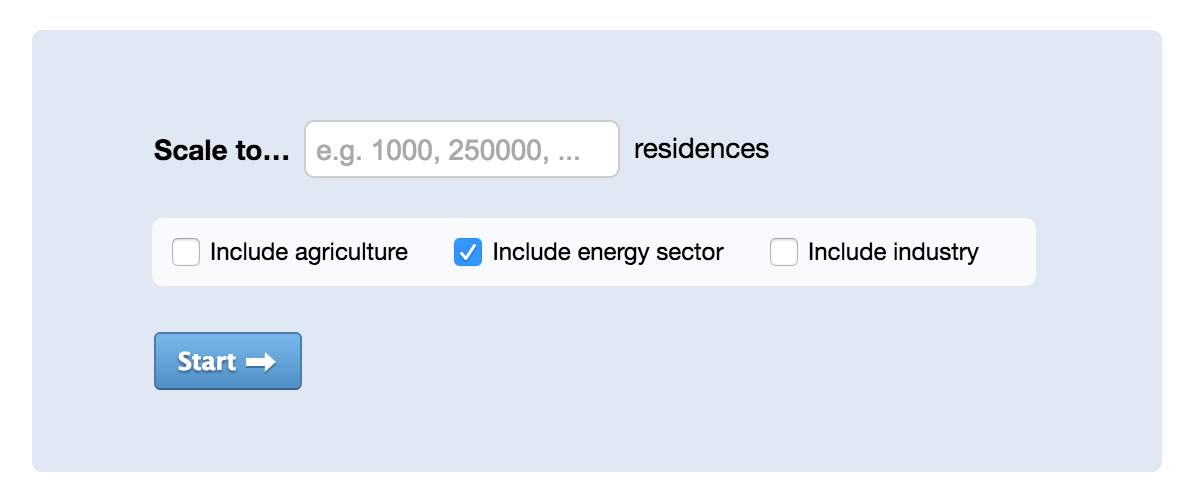 Scale to... e.g. 1000, 250000, ... residences
Include agriculture Include energy sector Include industry
Start